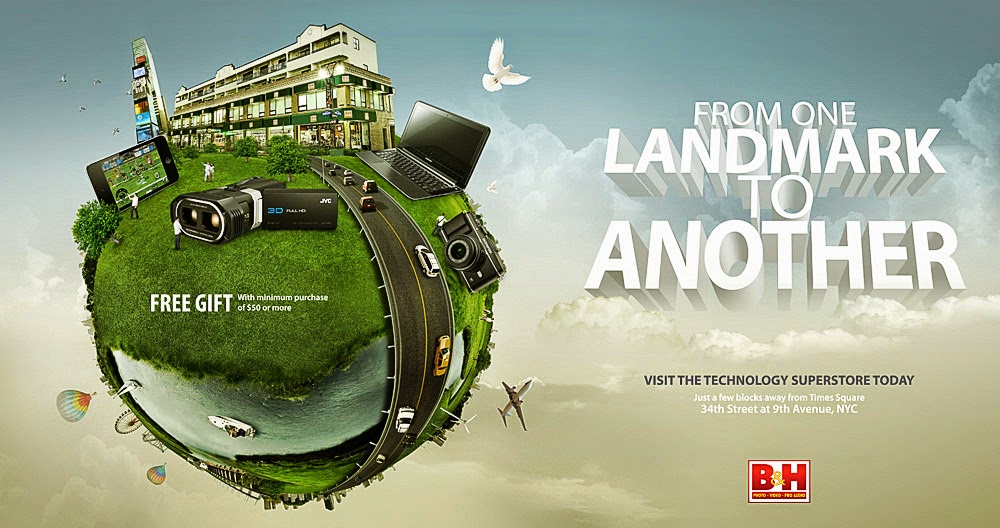 FROM ONE
LANDMARK
TO
ANOTHER
JVC
3D FULL HD
FREE GIFT With minimum purchase
of $50 or more
VISIT THE TECHNOLOGY SUPERSTORE TODAY
Just a few blocks away from Times Square
34th Street at 9th Avenue, NYC
B&H
PHOTO - VIDEO - PRO AUDIO